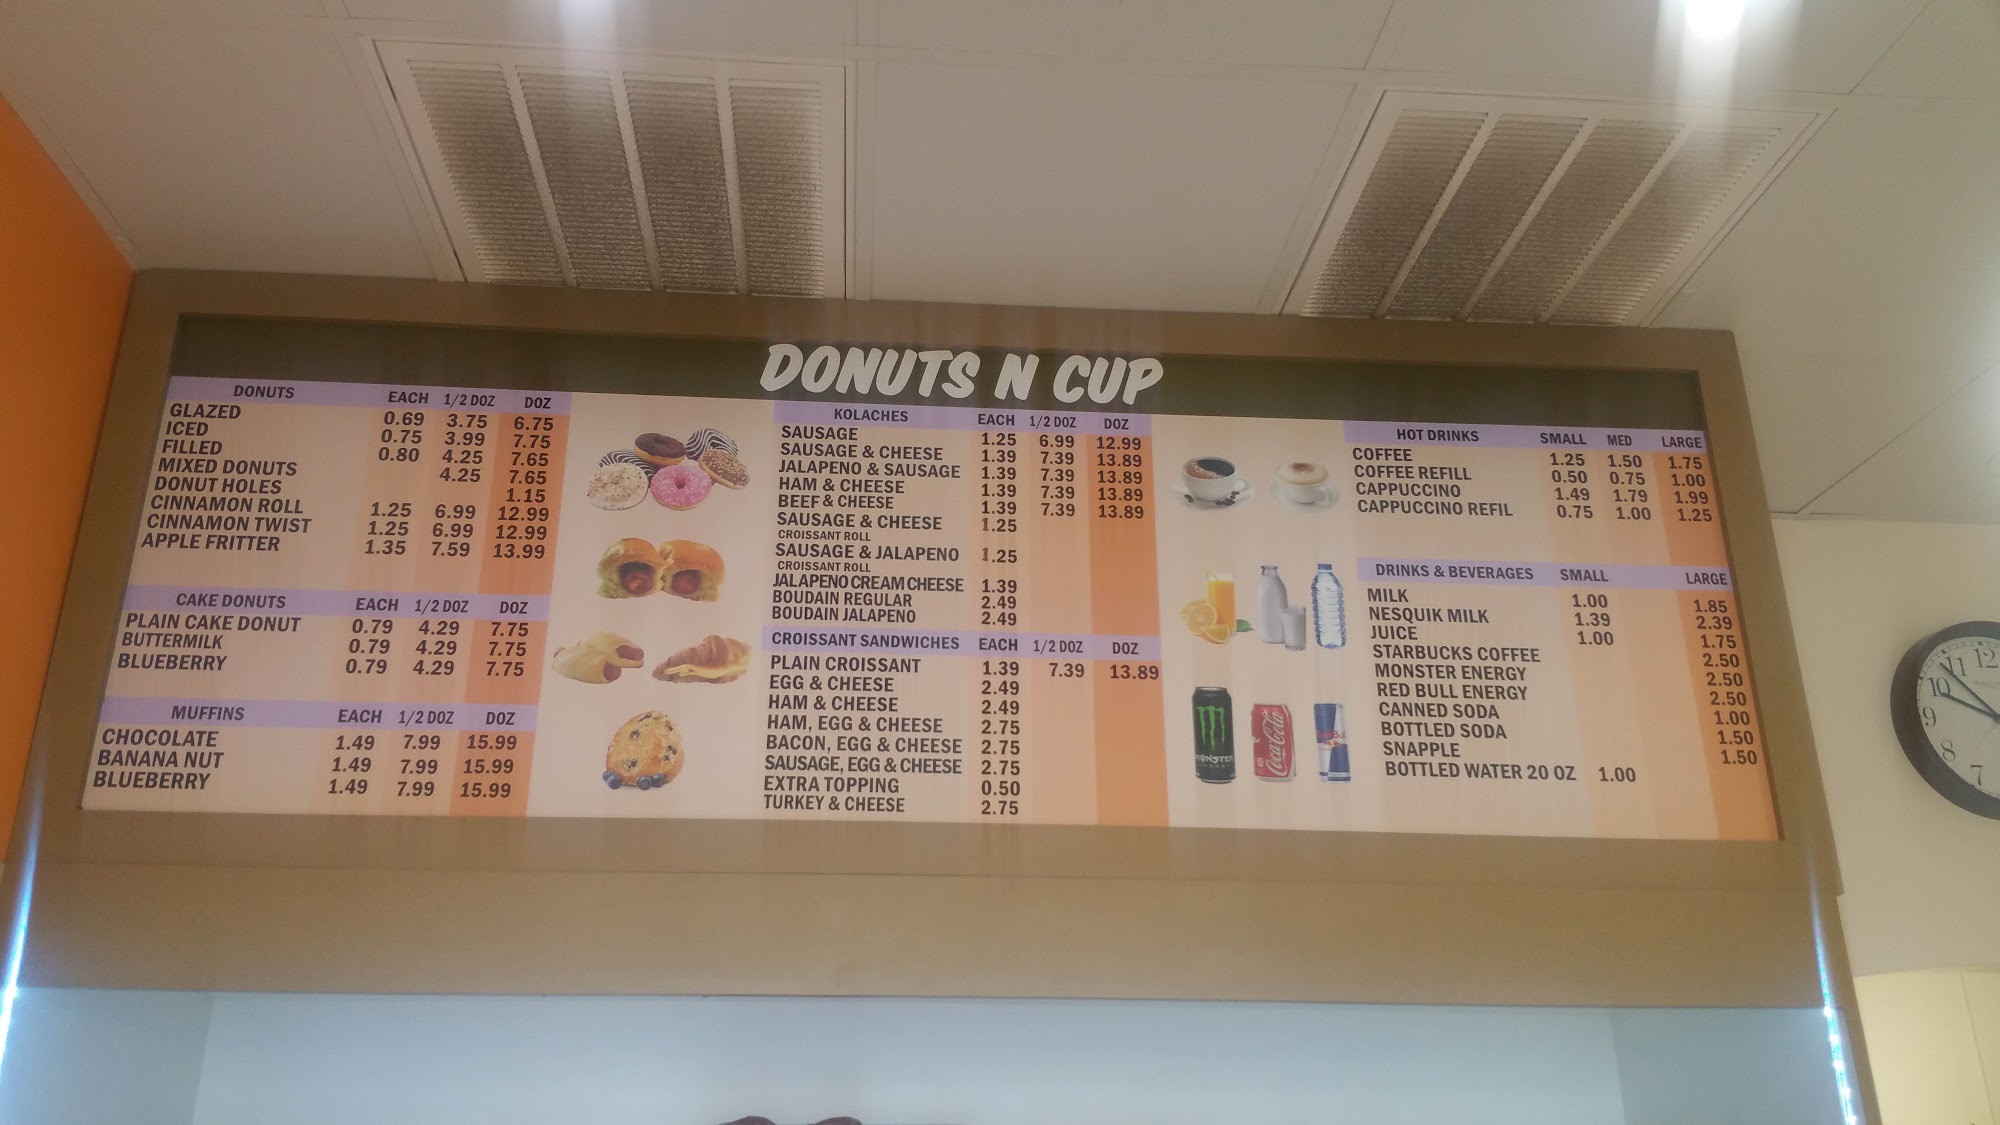 DONUTS N CUP
DONUTS EACH 1/2 DOZ DOZ
GLAZED 0.69 3.75 6.75
ICED 0.75 3.99 7.75
FILLED 0.80 4.25 7.65
MIXED DONUTS 4.25 7.65
DONUT HOLES 1.15
CINNAMON ROLL 1.25 6.99 12.99
CINNAMON TWIST 1.25 6.99 12.99
APPLE FRITTER 1.35 7.59 13.99
CAKE DONUTS EACH 1/2 DOZ DOZ
PLAIN CAKE DONUT 0.79 4.29 7.75
BUTTERMILK 0.79 4.29 7.75
BLUEBERRY 0.79 4.29 7.75
MUFFINS EACH 1/2 DOZ DOZ
CHOCOLATE 1.49 7.99 15.99
BANANA NUT 1.49 7.99 15.99
BLUEBERRY 1.49 7.99 15.99
KOLACHES EACH 1/2 DOZ DOZ
SAUSAGE 1.25 6.99 12.99
SAUSAGE & CHEESE 1.39 7.39 13.89
JALAPENO & SAUSAGE 1.39 7.39 13.89
HAM & CHEESE 1.39 7.39 13.89
BEEF & CHEESE 1.39 7.39 13.89
SAUSAGE & CHEESE 1.25
CROISSANT ROLL
SAUSAGE & JALAPENO 1.25
CROISSANT ROLL
JALAPENO CREAM CHEESE 1.39
BOUDAIN REGULAR 2.49
BOUDAIN JALAPENO 2.49
CROISSANT SANDWICHES EACH 1/2 DOZ DOZ
PLAIN CROISSANT 1.39 7.39 13.89
EGG & CHEESE 2.49
HAM & CHEESE 2.49
HAM, EGG & CHEESE 2.75
BACON, EGG & CHEESE 2.75
SAUSAGE, EGG & CHEESE 2.75
EXTRA TOPPING 0.50
TURKEY & CHEESE 2.75
HOT DRINKS SMALL MED LARGE
COFFEE 1.25 1.50 1.75
COFFEE REFILL 0.50 0.75 1.00
CAPPUCCINO 1.49 1.79 1.99
CAPPUCCINO REFIL 0.75 1.00 1.25
DRINKS & BEVERAGES SMALL LARGE
MILK 1.00 1.85
NESQUIK MILK 1.39 2.39
JUICE 1.00 1.75
STARBUCKS COFFEE 2.50
MONSTER ENERGY 2.50
RED BULL ENERGY 2.50
CANNED SODA 1.00
BOTTLED SODA 1.50
SNAPPLE 1.50
BOTTLED WATER 20 OZ 1.00
MONSTER
Coca-Cola
RedBull
12
11
10
9
8
7